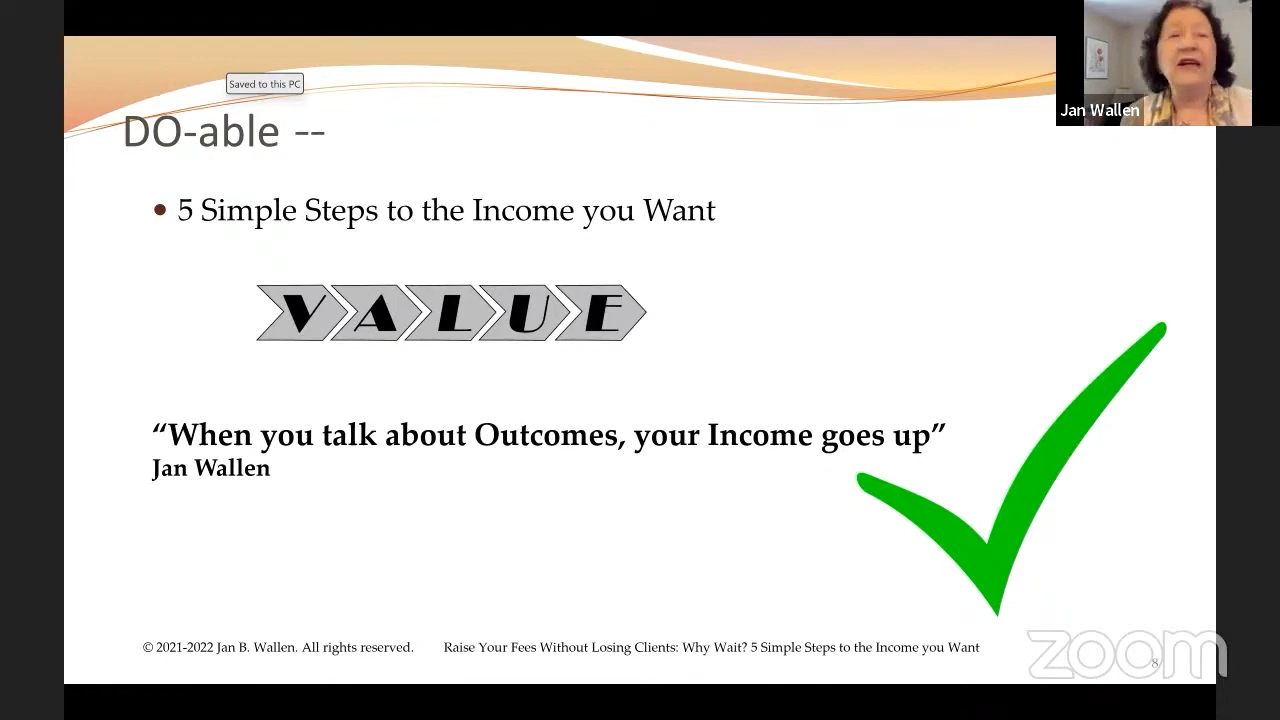 Saved to this PC
Jan Wallen
DO-able --
5 Simple Steps to the Income you Want
VALUE
“When you talk about Outcomes, your Income goes up”
Jan Wallen
© 2021-2022 Jan B. Wallen. All rights reserved. Raise Your Fees Without Losing Clients: Why Wait? 5 Simple Steps to the Income you Want
zoom
8